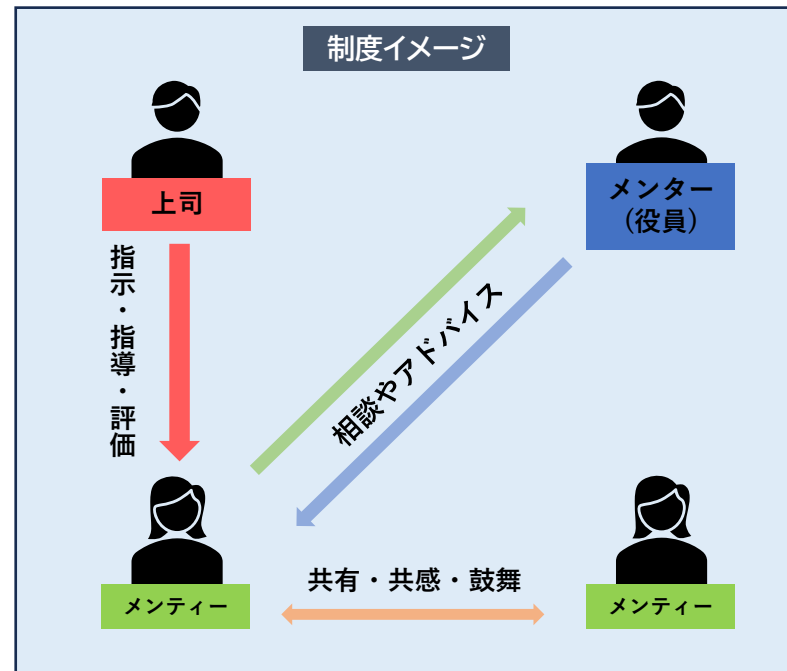 制度イメージ
上司
メンター
（役員）
指示・指導・評価
相談やアドバイス
共有・共感・鼓舞
メンティー
メンティー